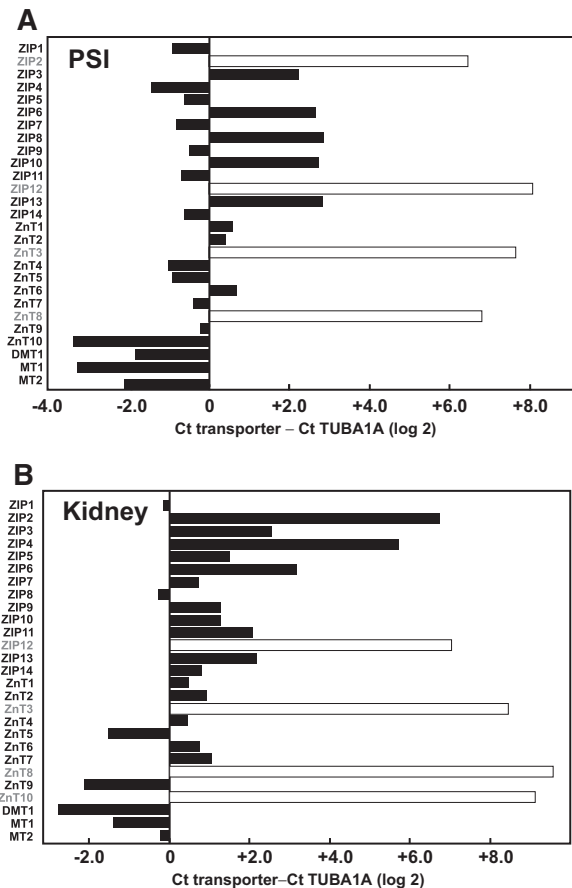 A
PSI
ZIP1
ZIP2
ZIP3
ZIP4
ZIP5
ZIP6
ZIP7
ZIP8
ZIP9
ZIP10
ZIP11
ZIP12
ZIP13
ZIP14
ZnT1
ZnT2
ZnT3
ZnT4
ZnT5
ZnT6
ZnT7
ZnT8
ZnT9
ZnT10
DMT1
MT1
MT2
-4.0 -2.0 0 +2.0 +4.0 +6.0 +8.0
Ct transporter – Ct TUBA1A (log 2)
B
Kidney
ZIP1
ZIP2
ZIP3
ZIP4
ZIP5
ZIP6
ZIP7
ZIP8
ZIP9
ZIP10
ZIP11
ZIP12
ZIP13
ZIP14
ZnT1
ZnT2
ZnT3
ZnT4
ZnT5
ZnT6
ZnT7
ZnT8
ZnT9
ZnT10
DMT1
MT1
MT2
-2.0 0 +2.0 +4.0 +6.0 +8.0
Ct transporter–Ct TUBA1A (log 2)